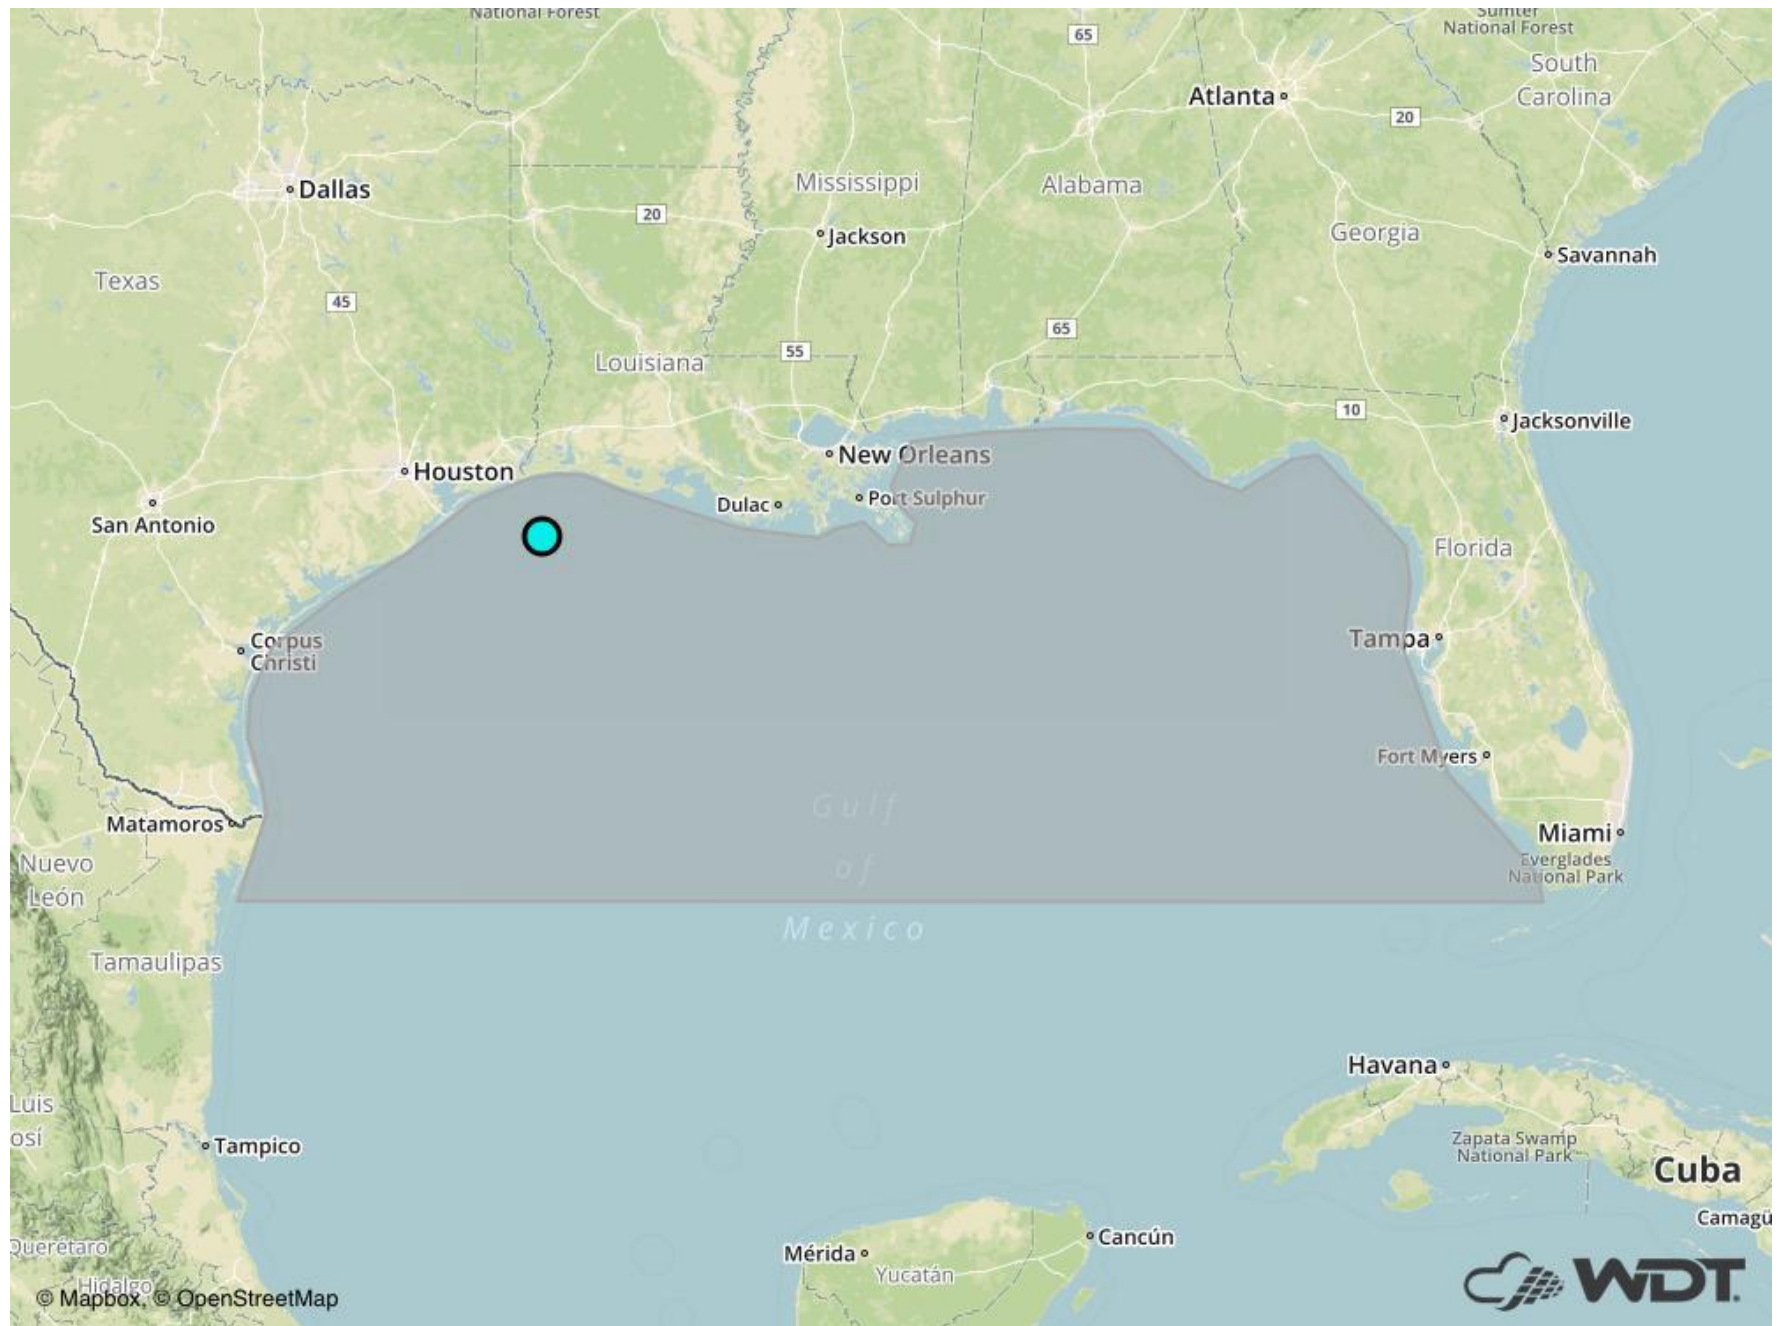 National Forest
Sumter
National Forest
65
South
Carolina
Atlanta
20
Dallas
Mississippi
Alabama
20
Jackson
Georgia
Savannah
Texas
45
65
Louisiana
55
10
Jacksonville
New Orleans
Houston
Dulac
Port Sulphur
San Antonio
Florida
Corpus
Christi
Tampa
Fort Myers
Gulf
of
Mexico
Matamoros
Miami
Everglades
National Park
Nuevo
León
Tamaulipas
Havana
Luis
osí
Tampico
Zapata Swamp
National Park
Cuba
Camagü
Cancún
Mérida
Yucatán
Querétaro
Hidalgo
© Mapbox, © OpenStreetMap
WDT